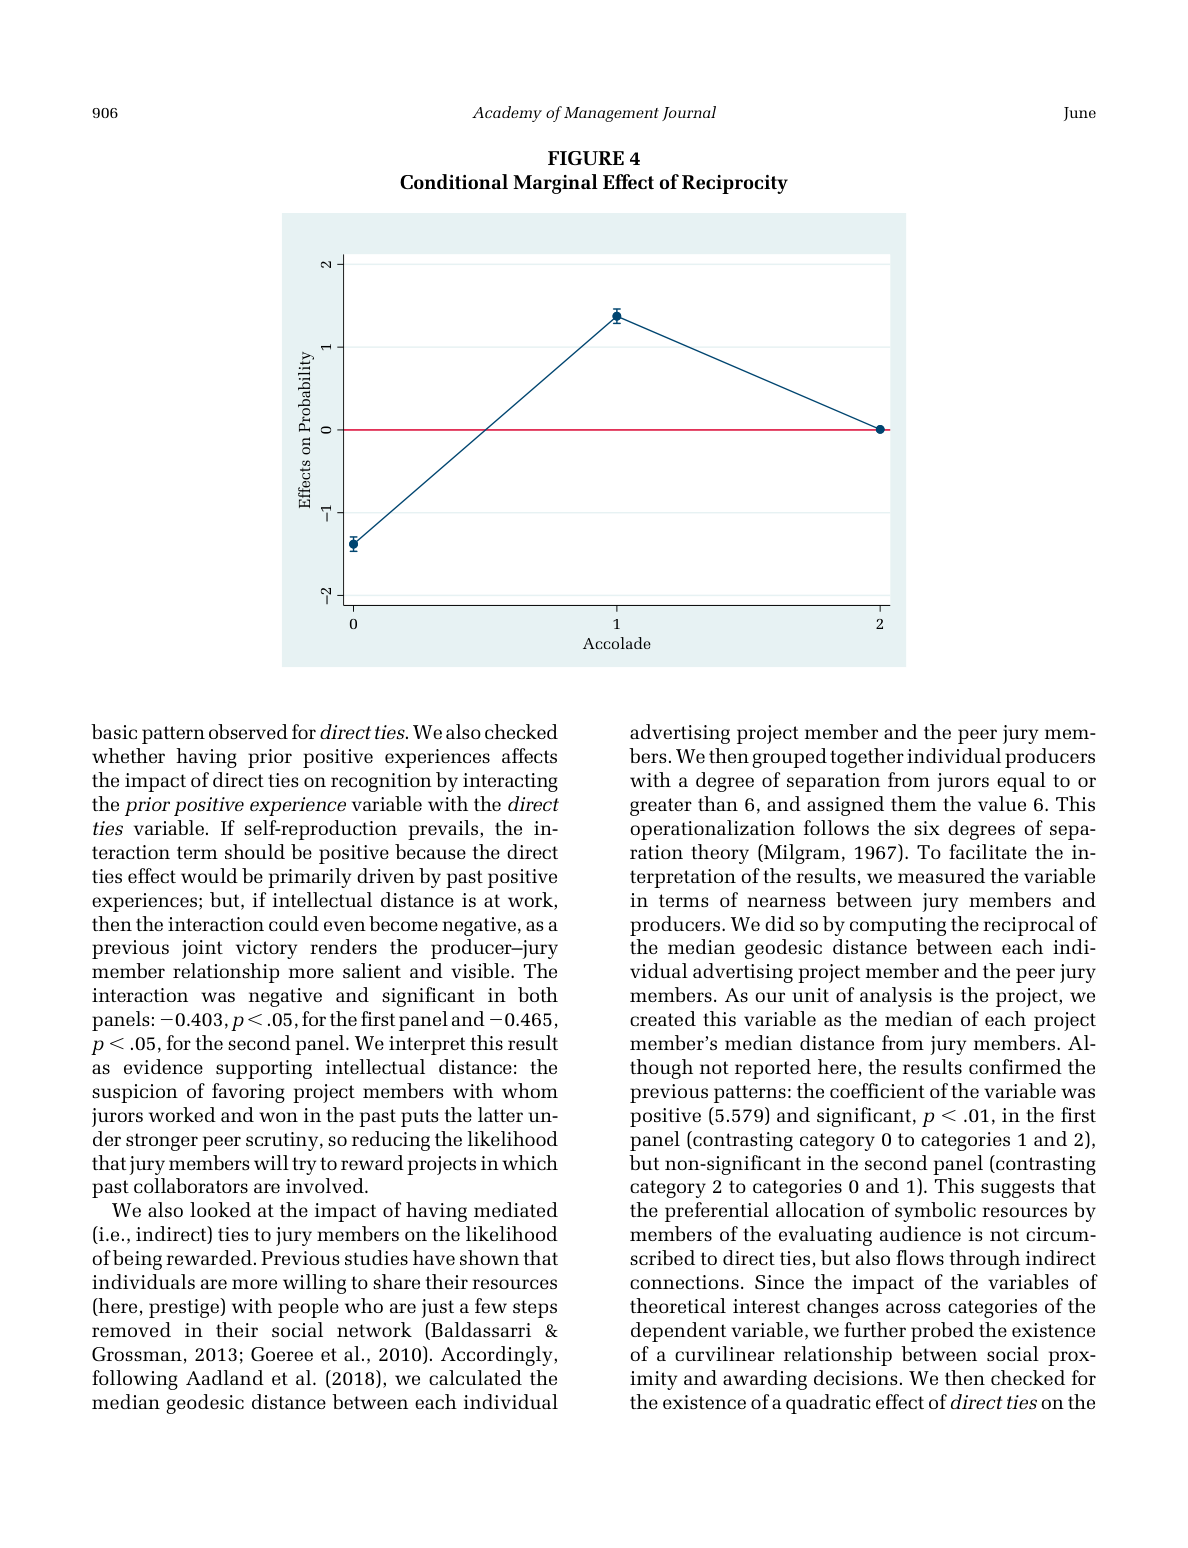 906
Academy of Management Journal
June
FIGURE 4
Conditional Marginal Effect of Reciprocity
2
1
0
−1
−2
Effects on Probability
0
1
2
Accolade
basic pattern observed for direct ties. We also checked
whether having prior positive experiences affects
the impact of direct ties on recognition by interacting
the prior positive experience variable with the direct
ties variable. If self-reproduction prevails, the in-
teraction term should be positive because the direct
ties effect would be primarily driven by past positive
experiences; but, if intellectual distance is at work,
then the interaction could even become negative, as a
previous joint victory renders the producer–jury
member relationship more salient and visible. The
interaction was negative and significant in both
panels: −0.403, p < .05, for the first panel and −0.465,
p < .05, for the second panel. We interpret this result
as evidence supporting intellectual distance: the
suspicion of favoring project members with whom
jurors worked and won in the past puts the latter un-
der stronger peer scrutiny, so reducing the likelihood
that jury members will try to reward projects in which
past collaborators are involved.
We also looked at the impact of having mediated
(i.e., indirect) ties to jury members on the likelihood
of being rewarded. Previous studies have shown that
individuals are more willing to share their resources
(here, prestige) with people who are just a few steps
removed in their social network (Baldassarri &
Grossman, 2013; Goeree et al., 2010). Accordingly,
following Aadland et al. (2018), we calculated the
median geodesic distance between each individual
advertising project member and the peer jury mem-
bers. We then grouped together individual producers
with a degree of separation from jurors equal to or
greater than 6, and assigned them the value 6. This
operationalization follows the six degrees of sepa-
ration theory (Milgram, 1967). To facilitate the in-
terpretation of the results, we measured the variable
in terms of nearness between jury members and
producers. We did so by computing the reciprocal of
the median geodesic distance between each indi-
vidual advertising project member and the peer jury
members. As our unit of analysis is the project, we
created this variable as the median of each project
member's median distance from jury members. Al-
though not reported here, the results confirmed the
previous patterns: the coefficient of the variable was
positive (5.579) and significant, p < .01, in the first
panel (contrasting category 0 to categories 1 and 2),
but non-significant in the second panel (contrasting
category 2 to categories 0 and 1). This suggests that
the preferential allocation of symbolic resources by
members of the evaluating audience is not circum-
scribed to direct ties, but also flows through indirect
connections. Since the impact of the variables of
theoretical interest changes across categories of the
dependent variable, we further probed the existence
of a curvilinear relationship between social prox-
imity and awarding decisions. We then checked for
the existence of a quadratic effect of direct ties on the